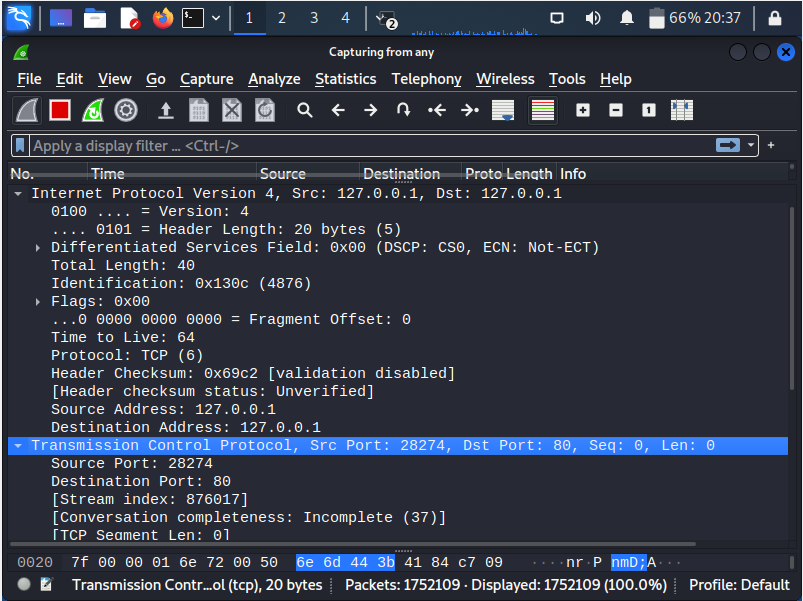 1 2 3 4 2 66% 20:37
Capturing from any
File Edit View Go Capture Analyze Statistics Telephony Wireless Tools Help
Apply a display filter … <Ctrl-/>
No. Time Source Destination Proto Length Info
Internet Protocol Version 4, Src: 127.0.0.1, Dst: 127.0.0.1
0100 .... = Version: 4
.... 0101 = Header Length: 20 bytes (5)
Differentiated Services Field: 0x00 (DSCP: CS0, ECN: Not-ECT)
Total Length: 40
Identification: 0x130c (4876)
Flags: 0x00
...0 0000 0000 0000 = Fragment Offset: 0
Time to Live: 64
Protocol: TCP (6)
Header Checksum: 0x69c2 [validation disabled]
[Header checksum status: Unverified]
Source Address: 127.0.0.1
Destination Address: 127.0.0.1
Transmission Control Protocol, Src Port: 28274, Dst Port: 80, Seq: 0, Len: 0
Source Port: 28274
Destination Port: 80
[Stream index: 876017]
[Conversation completeness: Incomplete (37)]
[TCP Segment Len: 0]
0020 7f 00 00 01 6e 72 00 50 6e 6d 44 3b 41 84 c7 09 ····nr·P nmD;A···
Transmission Contr…ol (tcp), 20 bytes Packets: 1752109 · Displayed: 1752109 (100.0%) Profile: Default